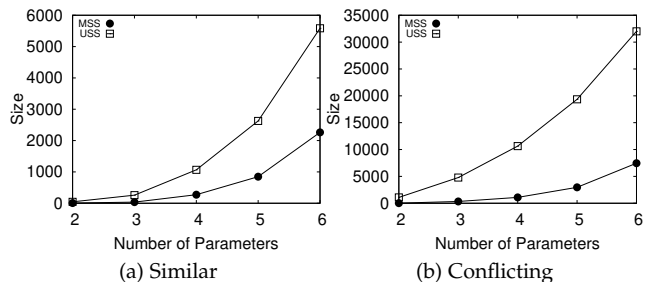 MSS
USS
Size
6000
5000
4000
3000
2000
1000
0
2 3 4 5 6
Number of Parameters
(a) Similar
MSS
USS
Size
35000
30000
25000
20000
15000
10000
5000
0
2 3 4 5 6
Number of Parameters
(b) Conflicting